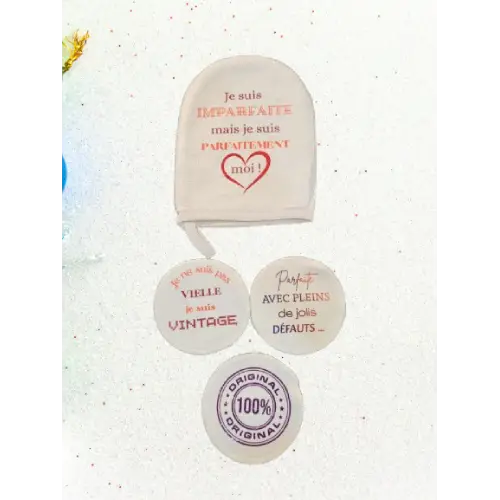 Je suis
IMPARFAITE
mais je suis
PARFAITEMENT
moi !
Je ne suis pas
VIELLE
je suis
VINTAGE
Parfaite
AVEC PLEINS
de jolis
DÉFAUTS ...
ORIGINAL
100%
ORIGINAL